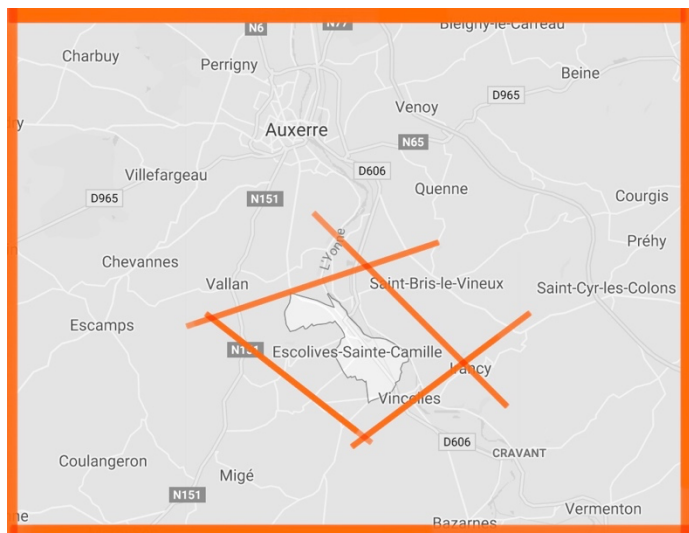 N6
N77
Bleigny-le-Carreau
Charbuy
Perrigny
Beine
D965
Venoy
ry
Auxerre
N65
D606
Villefargeau
Quenne
D965
N151
Courgis
L'Yonne
Préhy
Chevannes
Vallan
Saint-Bris-le-Vineux
Saint-Cyr-les-Colons
Escamps
N151
Escolives-Sainte-Camille
Irancy
Vincelles
D606
CRAVANT
Coulangeron
Migé
N151
Vermenton
ne
Bazarnes